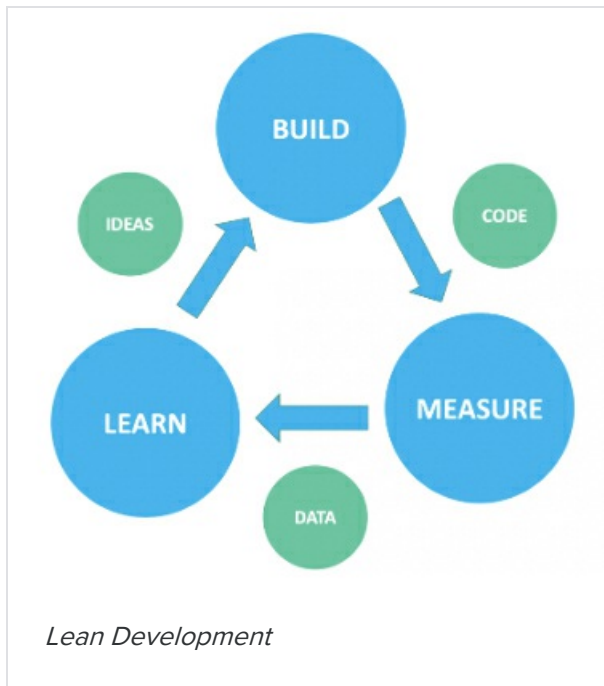 BUILD
IDEAS
CODE
LEARN
MEASURE
DATA
Lean Development